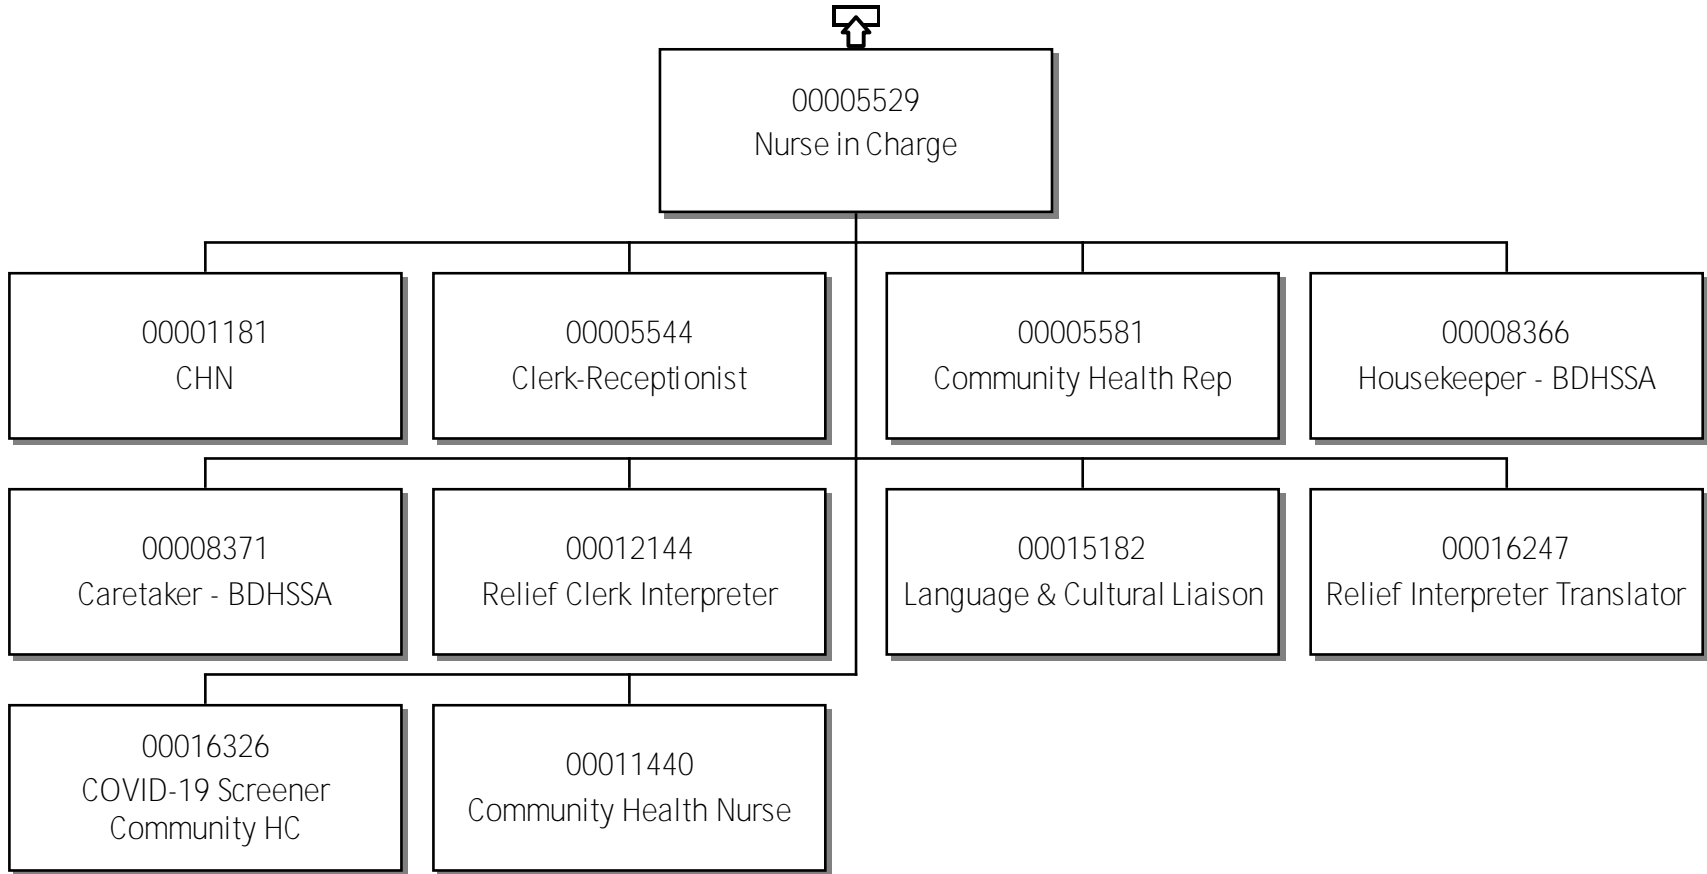 00005529
Nurse in Charge
00001181
CHN
00005544
Clerk-Receptionist
00005581
Community Health Rep
00008366
Housekeeper - BDHSSA
00008371
Caretaker - BDHSSA
00012144
Relief Clerk Interpreter
00015182
Language & Cultural Liaison
00016247
Relief Interpreter Translator
00016326
COVID-19 Screener
Community HC
00011440
Community Health Nurse